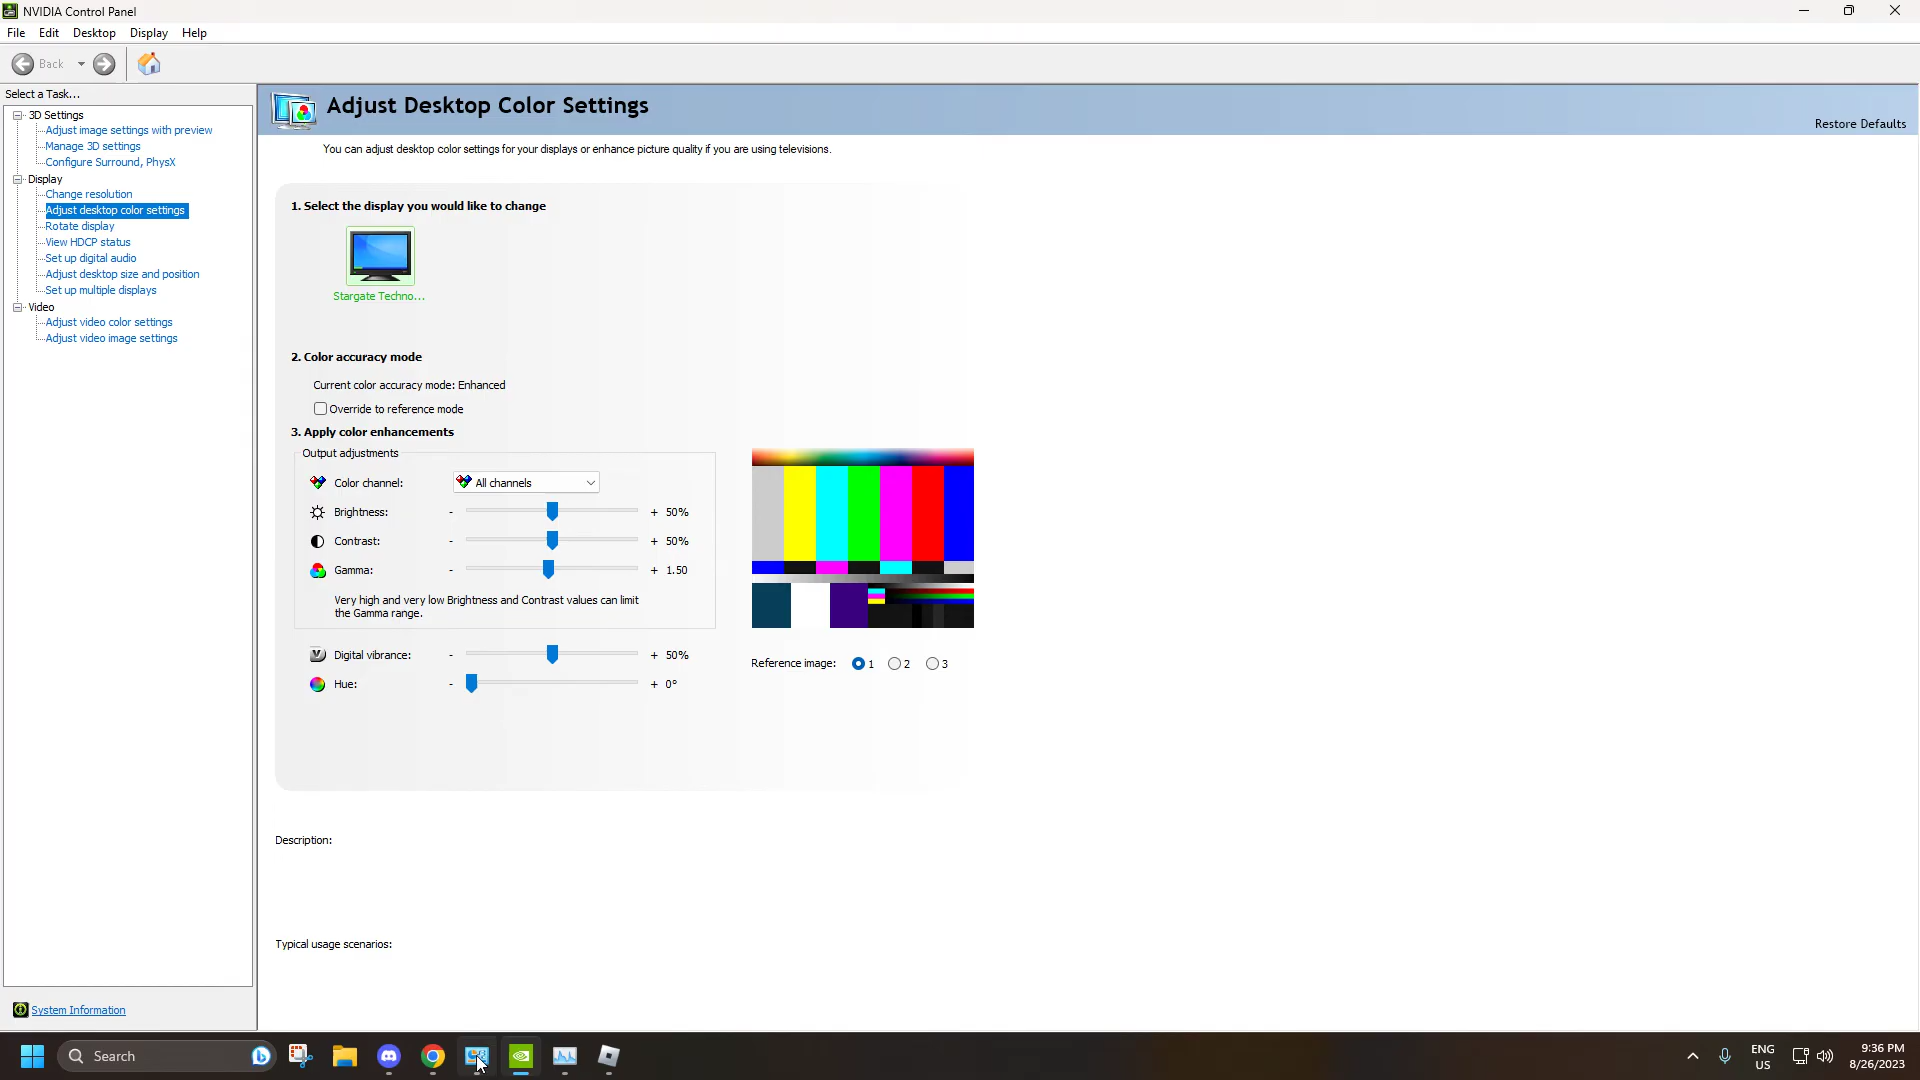 NVIDIA Control Panel
File Edit Desktop Display Help
Back
Select a Task...
3D Settings
Adjust image settings with preview
Manage 3D settings
Configure Surround, PhysX
Display
Change resolution
Adjust desktop color settings
Rotate display
View HDCP status
Set up digital audio
Adjust desktop size and position
Set up multiple displays
Video
Adjust video color settings
Adjust video image settings
System Information
Adjust Desktop Color Settings
Restore Defaults
You can adjust desktop color settings for your displays or enhance picture quality if you are using televisions.
1. Select the display you would like to change
Stargate Techno...
2. Color accuracy mode
Current color accuracy mode: Enhanced
Override to reference mode
3. Apply color enhancements
Output adjustments
Color channel: All channels
Brightness: - + 50%
Contrast: - + 50%
Gamma: - + 1.50
Very high and very low Brightness and Contrast values can limit
the Gamma range.
Digital vibrance: - + 50%
Hue: - + 0°
Reference image: 1 2 3
Description:
Typical usage scenarios:
Search
ENG
US
9:36 PM
8/26/2023